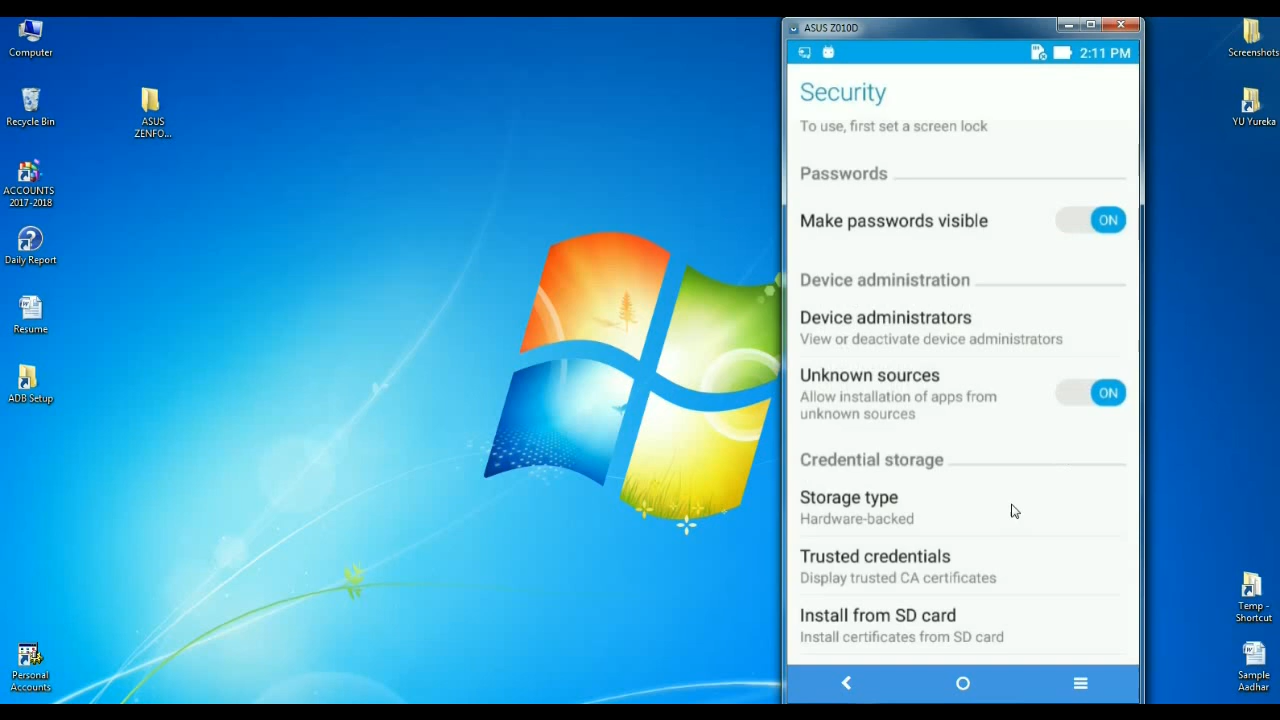 Computer
Recycle Bin
ASUS
ZENFO...
ACCOUNTS
2017-2018
Daily Report
Resume
ADB Setup
Personal
Accounts
ASUS Z010D
2:11 PM
Security
To use, first set a screen lock
Passwords
Make passwords visible
ON
Device administration
Device administrators
View or deactivate device administrators
Unknown sources
Allow installation of apps from
unknown sources
ON
Credential storage
Storage type
Hardware-backed
Trusted credentials
Display trusted CA certificates
Install from SD card
Install certificates from SD card
Screenshots
YU Yureka
Temp -
Shortcut
Sample
Aadhar